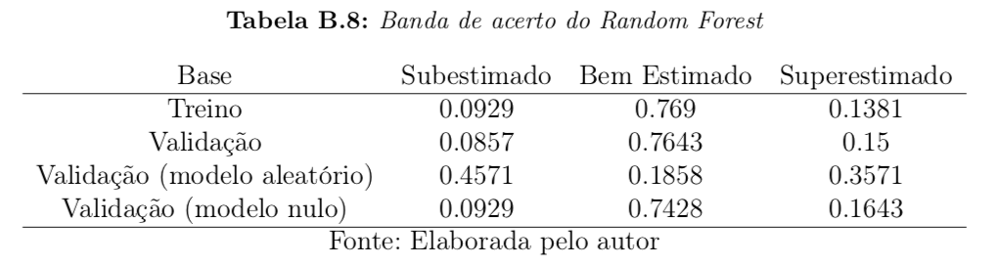 Tabela B.8: Banda de acerto do Random Forest
Base Subestimado Bem Estimado Superestimado
Treino 0.0929 0.769 0.1381
Validação 0.0857 0.7643 0.15
Validação (modelo aleatório) 0.4571 0.1858 0.3571
Validação (modelo nulo) 0.0929 0.7428 0.1643
Fonte: Elaborada pelo autor